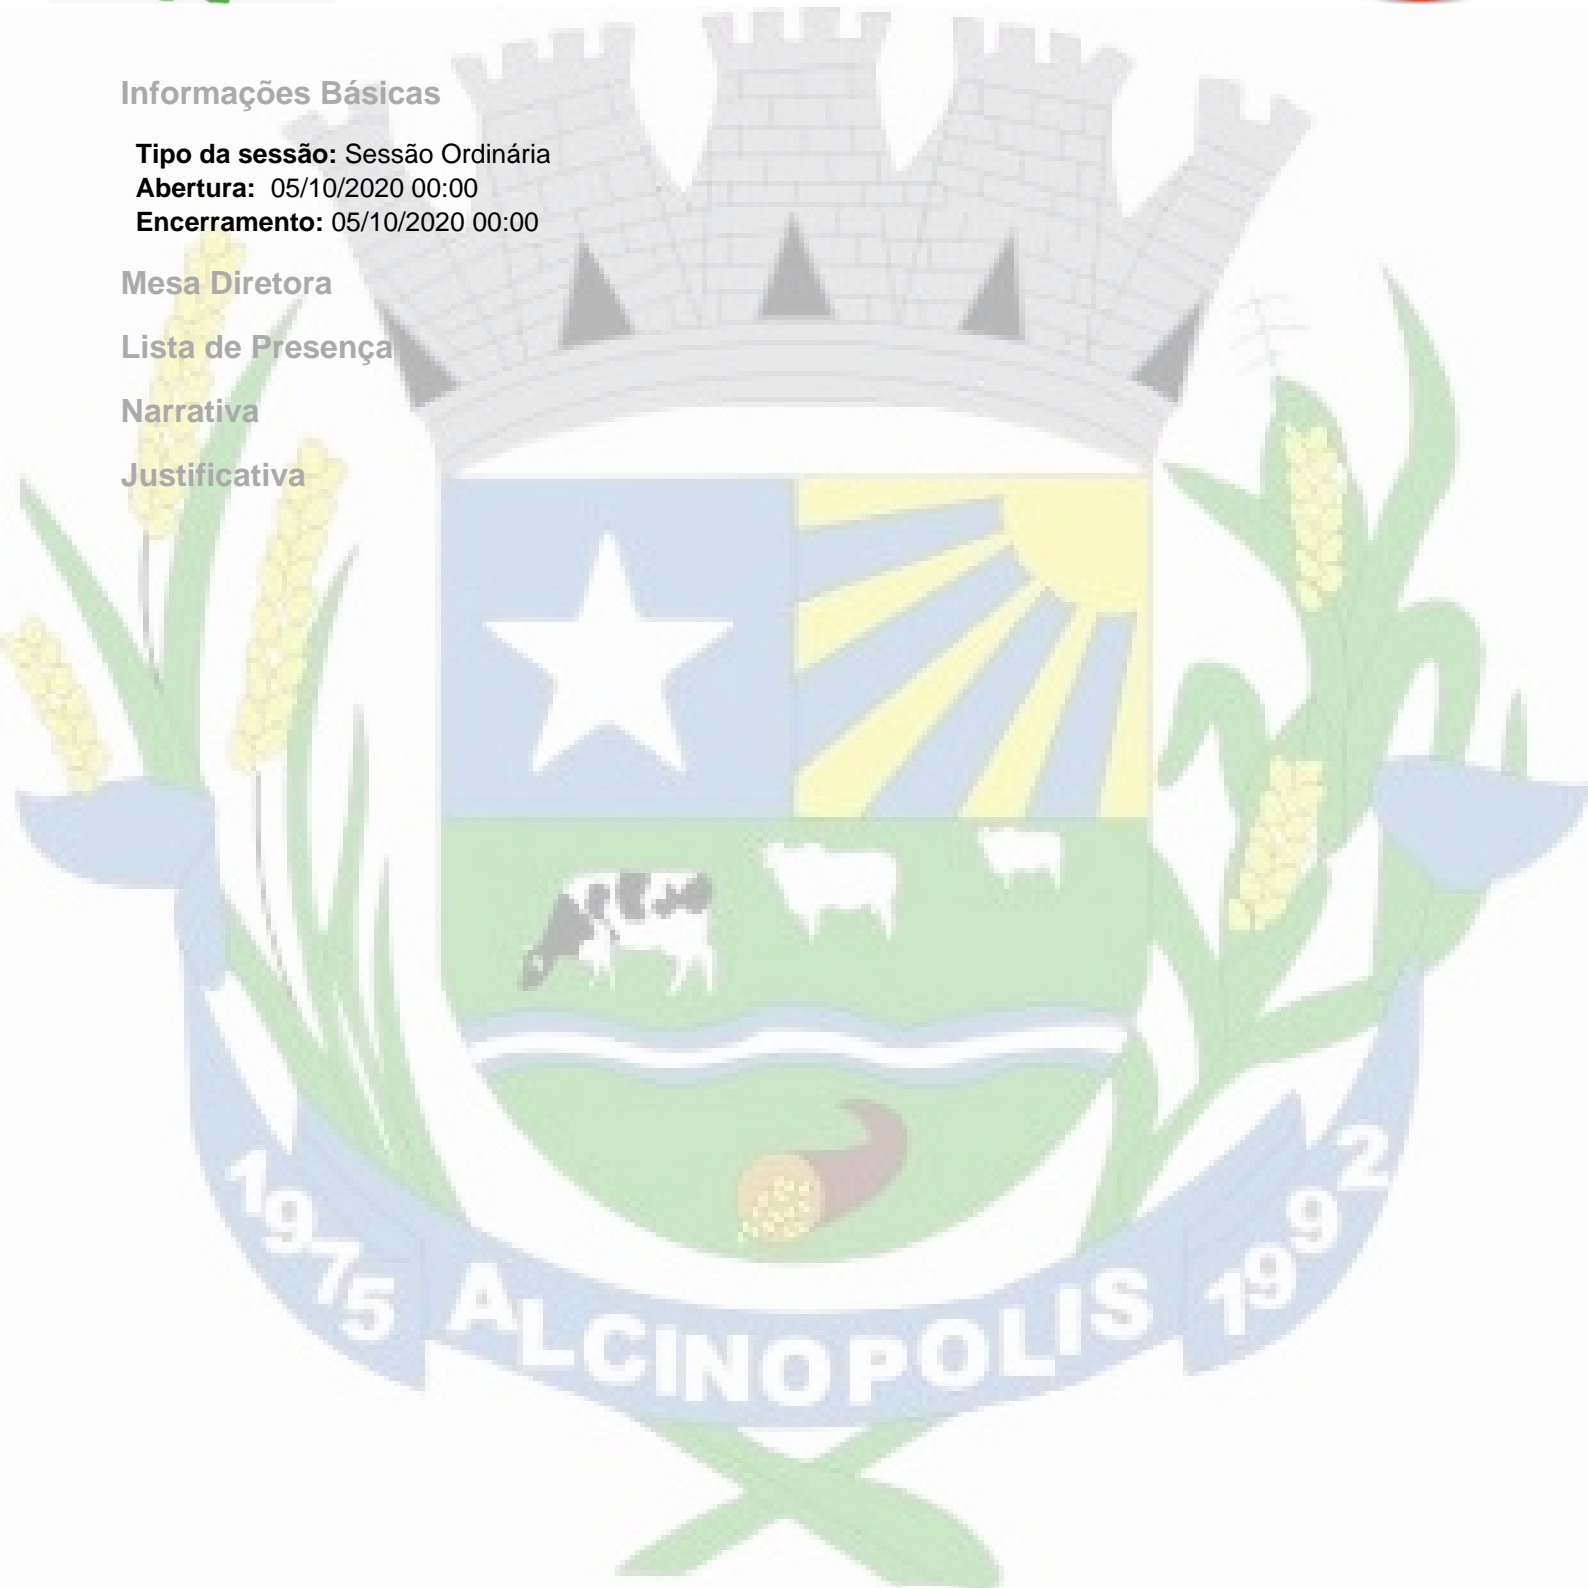 Informações Básicas
Tipo da sessão: Sessão Ordinária
Abertura: 05/10/2020 00:00
Encerramento: 05/10/2020 00:00
Mesa Diretora
Lista de Presença
Narrativa
Justificativa
1975 ALCINOPOLIS 1992